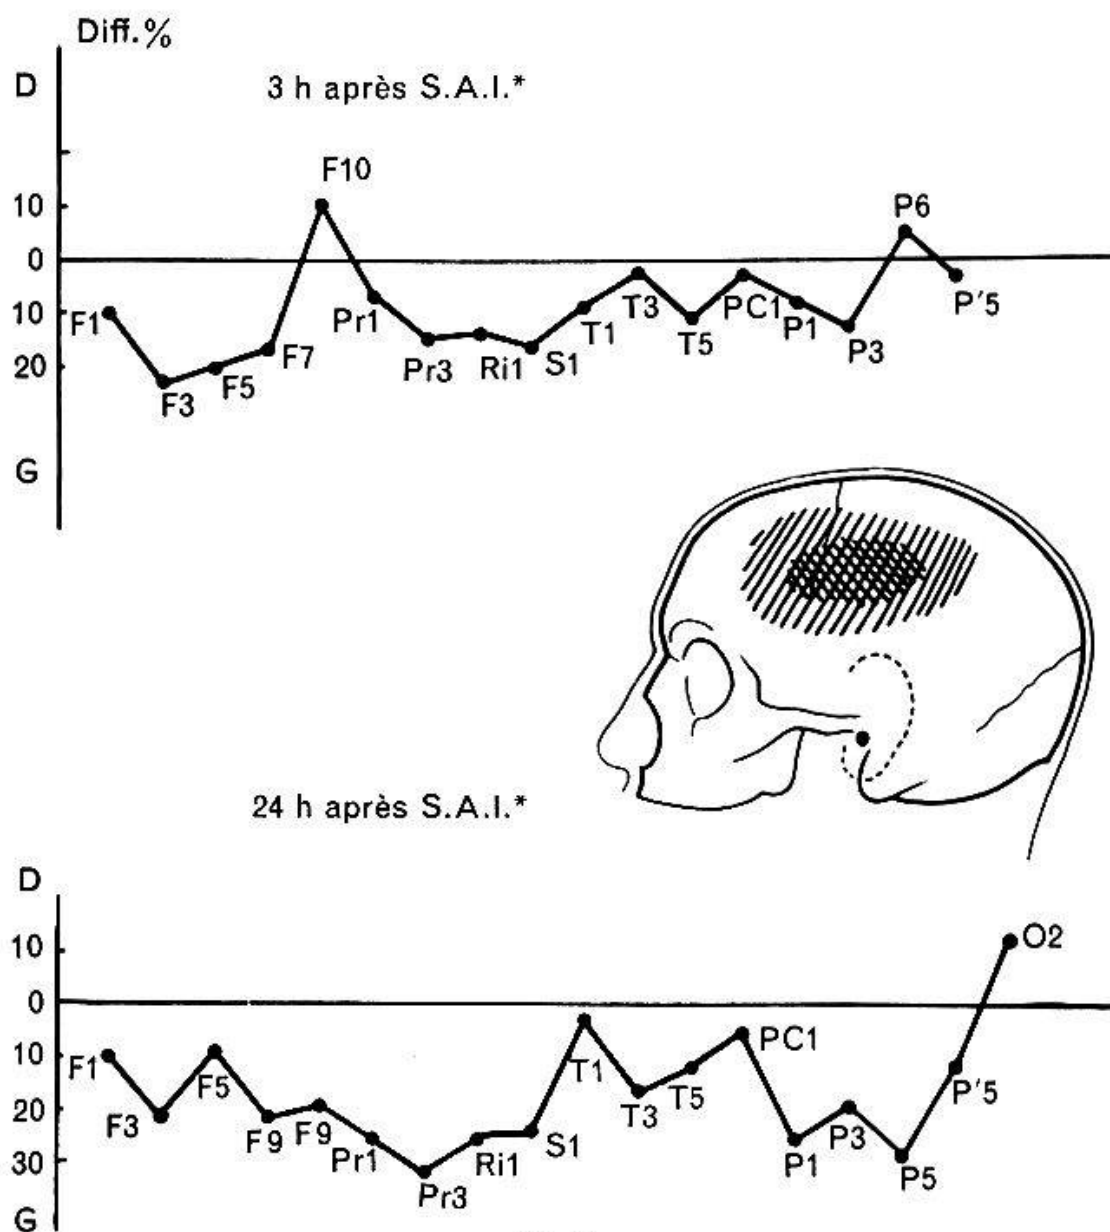 Diff.%
D
3 h après S.A.I.*
F10
10
P6
0
10
F1
Pr1
T3
PC1
P'5
T1
P1
F7
Pr3
Ri1
S1
T5
P3
20
F5
F3
G
24 h après S.A.I.*
D
10
O2
0
10
F1
F5
T1
PC1
P'5
F3
T3
T5
20
F9
F9
P3
Pr1
Ri1
S1
30
P1
P5
Pr3
G